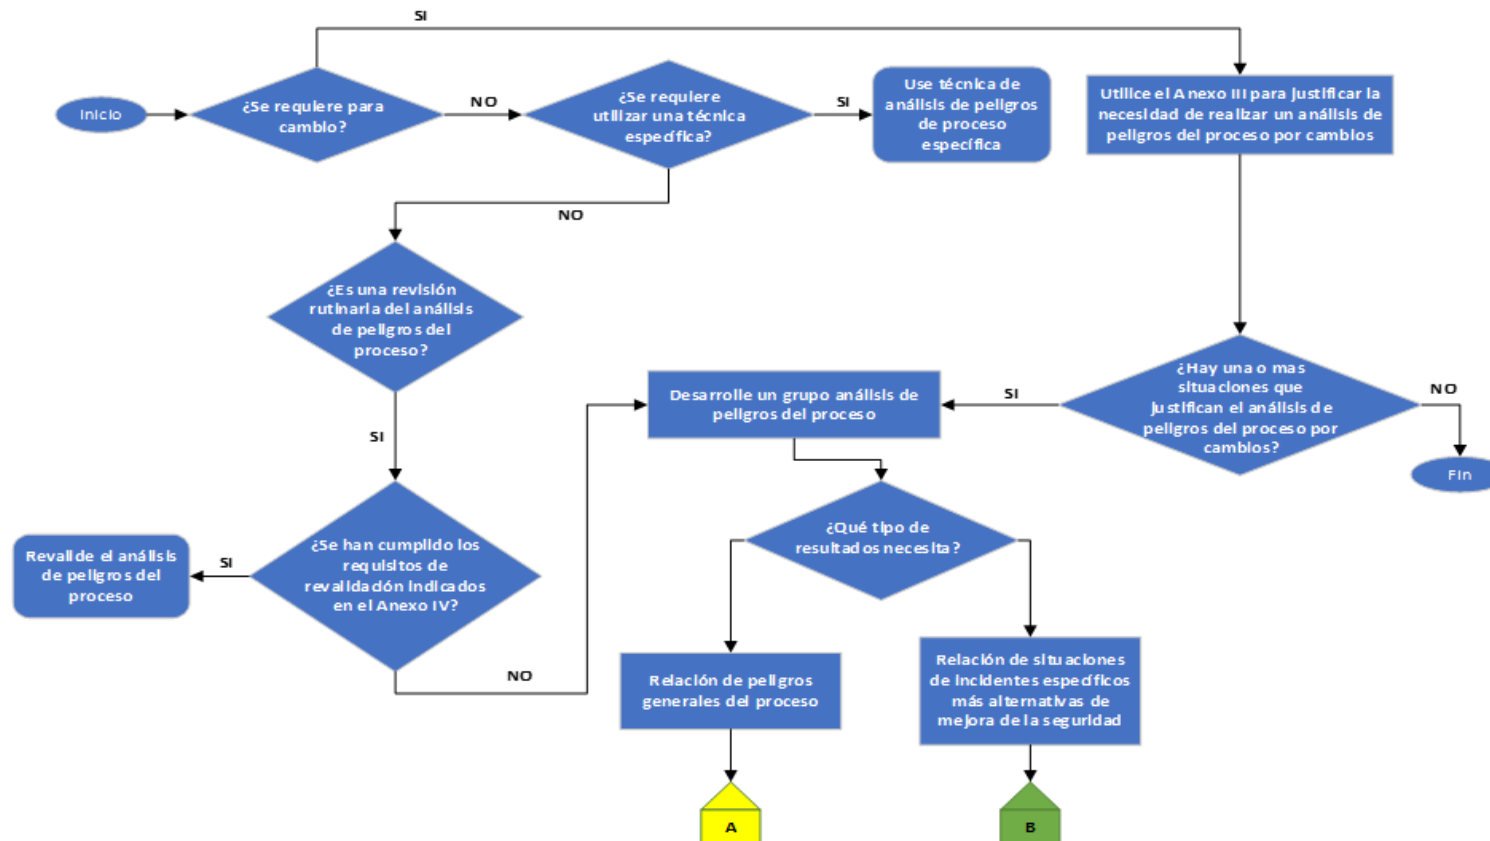 SI
Inicio
¿Se requiere para
cambio?
NO
¿Se requiere
utilizar una técnica
específica?
SI
Use técnica de
análisis de peligros
de proceso
específica
Utilice el Anexo III para justificar la
necesidad de realizar un análisis de
peligros del proceso por cambios
NO
¿Es una revisión
rutinaria del análisis
de peligros del
proceso?
SI
Desarrolle un grupo análisis de
peligros del proceso
SI
¿Hay una o mas
situaciones que
justifican el análisis de
peligros del proceso por
cambios?
NO
Fin
Revalide el análisis
de peligros del
proceso
SI
¿Se han cumplido los
requisitos de
revalidación indicados
en el Anexo IV?
NO
¿Qué tipo de
resultados necesita?
Relación de peligros
generales del proceso
Relación de situaciones
de incidentes específicos
más alternativas de
mejora de la seguridad
A
B